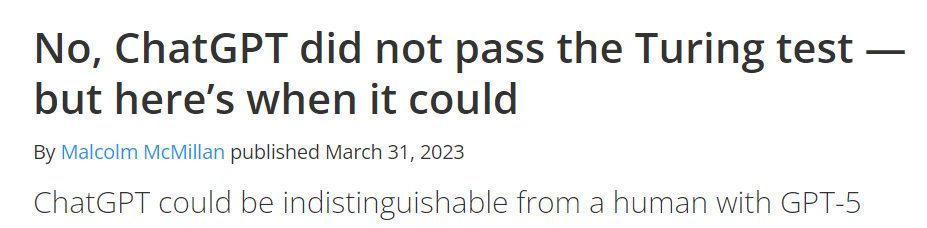 No, ChatGPT did not pass the Turing test —
but here’s when it could
By Malcolm McMillan published March 31, 2023
ChatGPT could be indistinguishable from a human with GPT-5